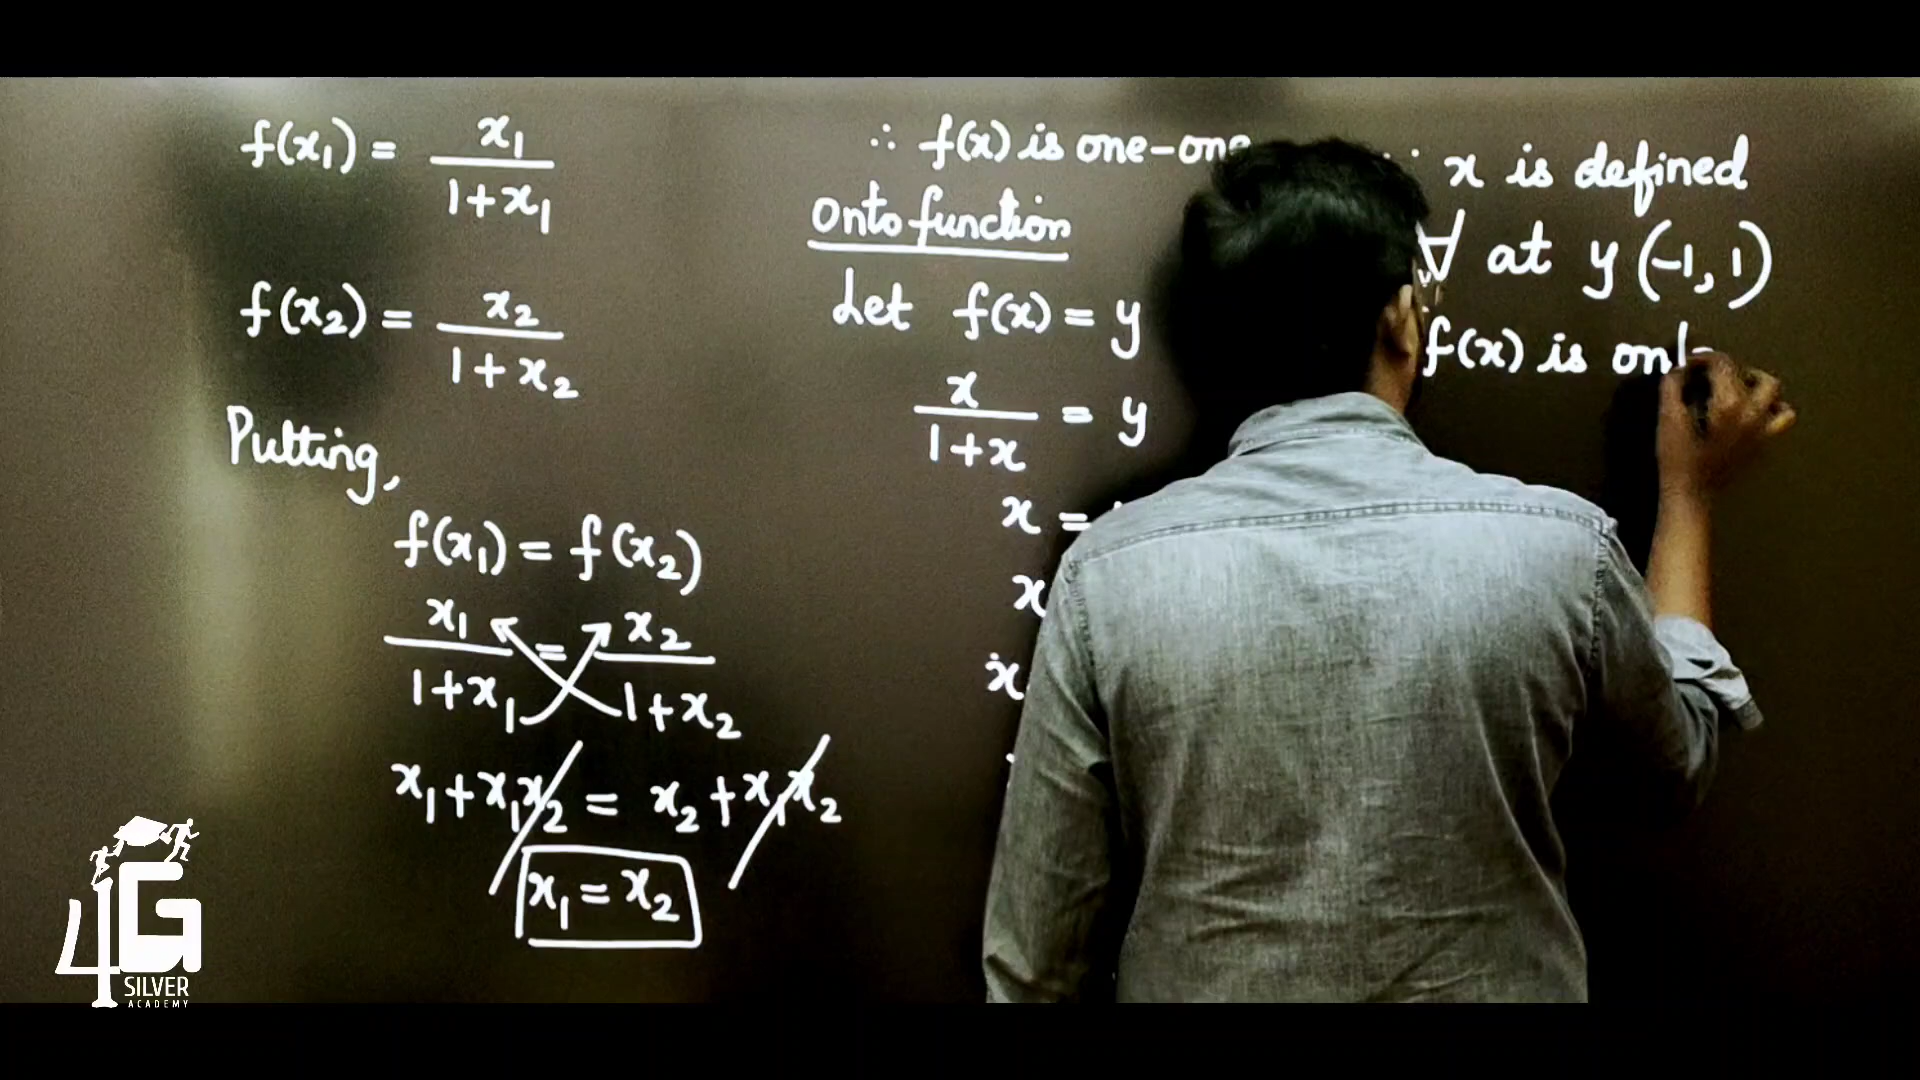 f(x₁) = x₁/(1+x₁)
f(x₂) = x₂/(1+x₂)
Putting,
f(x₁) = f(x₂)
x₁/(1+x₁) = x₂/(1+x₂)
x₁+x₁x₂ = x₂+x₁x₂
x₁ = x₂
∴ f(x) is one-one
Onto function
Let f(x) = y
x/(1+x) = y
x =
x
x
x is defined
∀ at y (-1, 1)
f(x) is
4G
SILVER
ACADEMY